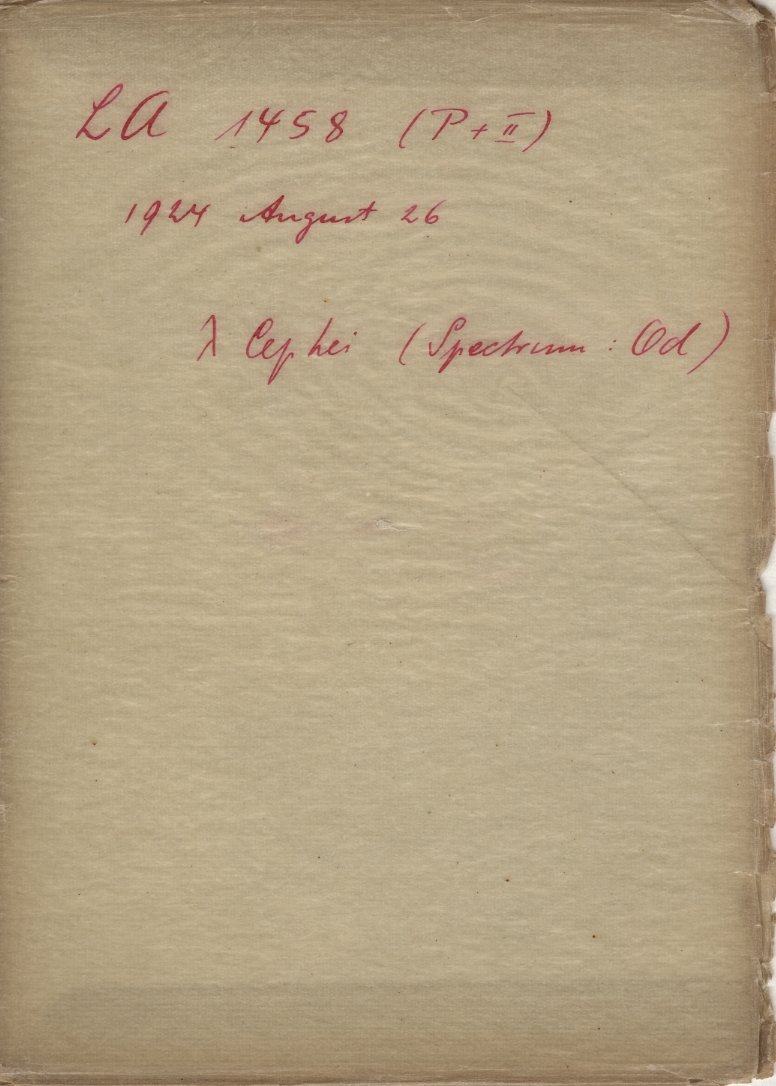 LA 1458 (P + II)
1924 August 26
λ Cephei (Spectrum: Od)